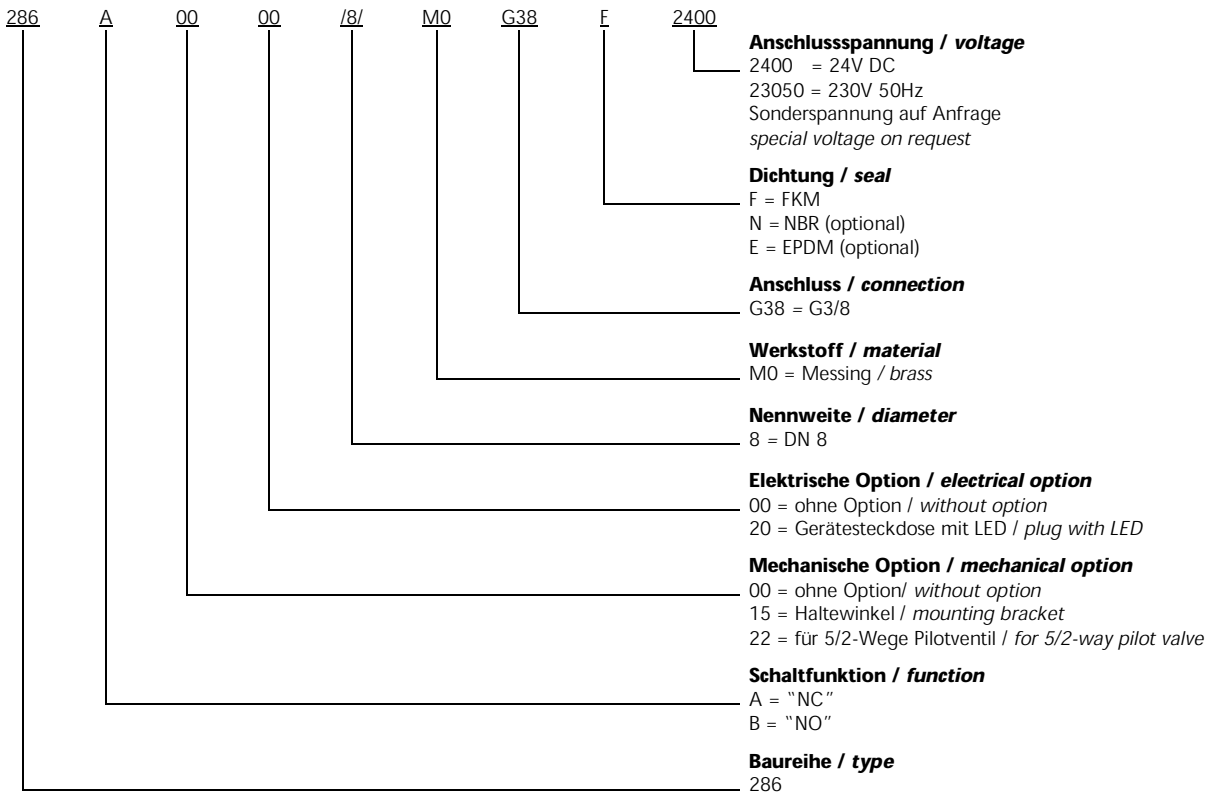 286 A 00 00 /8/ M0 G38 F 2400
Anschlussspannung / voltage
2400 = 24V DC
23050 = 230V 50Hz
Sonderspannung auf Anfrage
special voltage on request
Dichtung / seal
F = FKM
N = NBR (optional)
E = EPDM (optional)
Anschluss / connection
G38 = G3/8
Werkstoff / material
M0 = Messing / brass
Nennweite / diameter
8 = DN 8
Elektrische Option / electrical option
00 = ohne Option / without option
20 = Gerätesteckdose mit LED / plug with LED
Mechanische Option / mechanical option
00 = ohne Option/ without option
15 = Haltewinkel / mounting bracket
22 = für 5/2-Wege Pilotventil / for 5/2-way pilot valve
Schaltfunktion / function
A = "NC"
B = "NO"
Baureihe / type
286